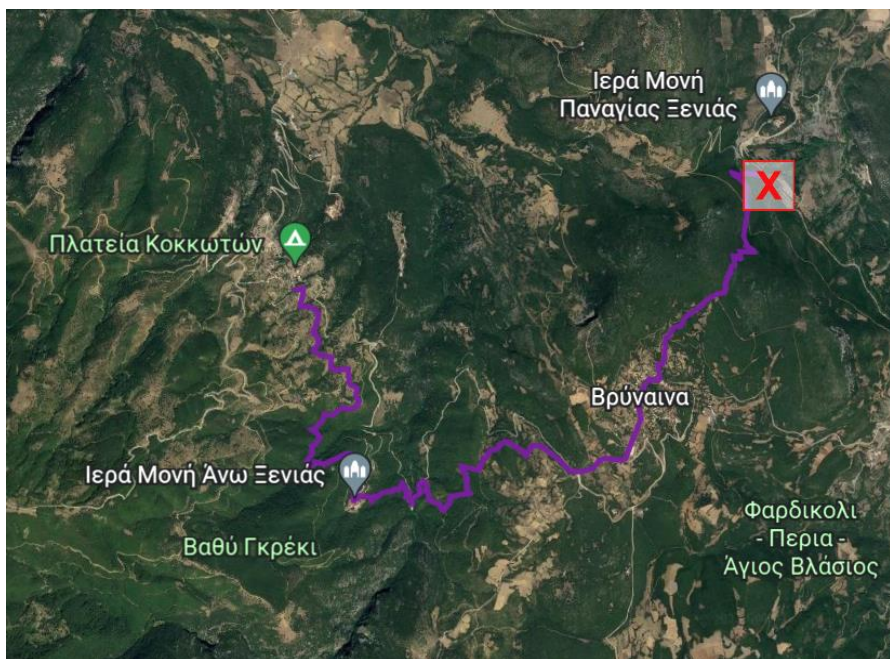 Ιερά Μονή
Παναγίας Ξενιάς
X
Πλατεία Κοκκωτών
Βρύναινα
Ιερά Μονή Άνω Ξενιάς
Βαθύ Γκρέκι
Φαρδικολι
- Περια -
Άγιος Βλάσιος